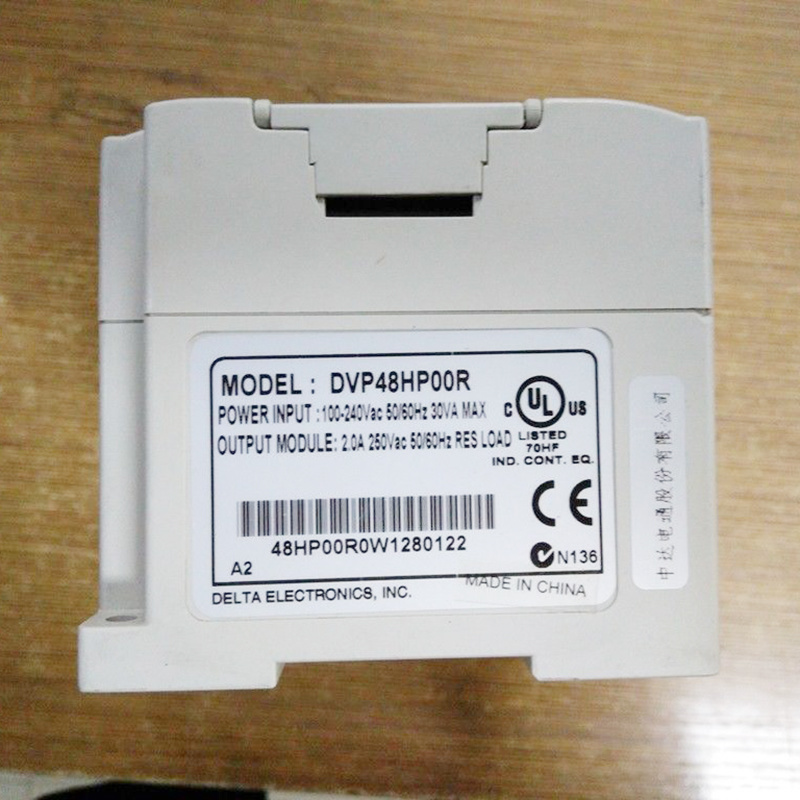 MODEL : DVP48HP00R
POWER INPUT : 100-240Vac 50/60Hz 30VA MAX
OUTPUT MODULE: 2.0A 250Vac 50/60Hz RES LOAD
C UL US
LISTED
70HF
IND. CONT. EQ.
CE
48HP00R0W1280122
N136
A2
DELTA ELECTRONICS, INC.
MADE IN CHINA
中达电通股份有限公司